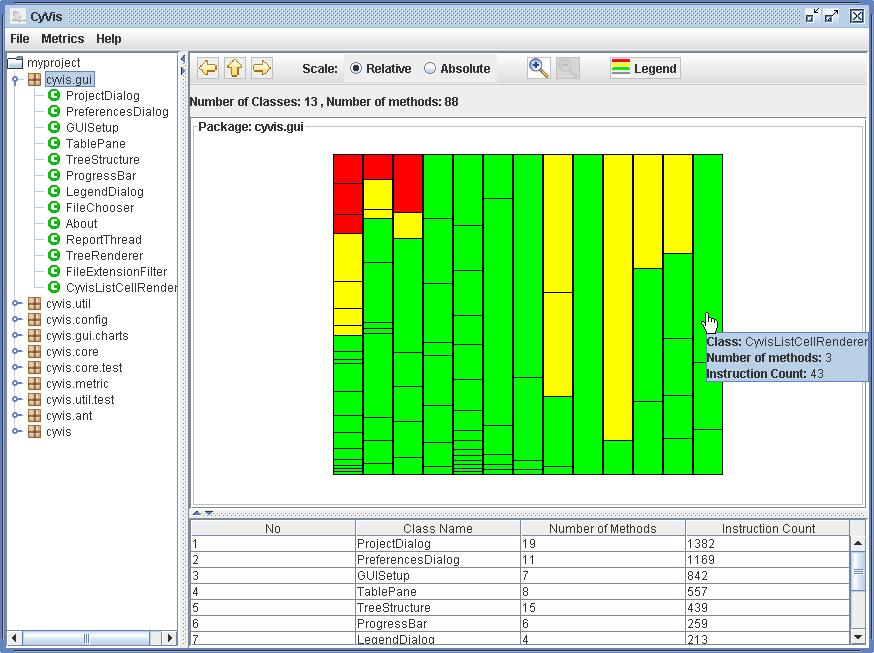 CyVis
File Metrics Help
myproject
cyvis.gui
ProjectDialog
PreferencesDialog
GUISetup
TablePane
TreeStructure
ProgressBar
LegendDialog
FileChooser
About
ReportThread
TreeRenderer
FileExtensionFilter
CyvisListCellRender
cyvis.util
cyvis.config
cyvis.gui.charts
cyvis.core
cyvis.core.test
cyvis.metric
cyvis.util.test
cyvis.ant
cyvis
Scale: Relative Absolute Legend
Number of Classes: 13 , Number of methods: 88
Package: cyvis.gui
Class: CyvisListCellRenderer
Number of methods: 3
Instruction Count: 43
No Class Name Number of Methods Instruction Count
1 ProjectDialog 19 1382
2 PreferencesDialog 11 1169
3 GUISetup 7 842
4 TablePane 8 557
5 TreeStructure 15 439
6 ProgressBar 6 259
7 LegendDialog 4 213